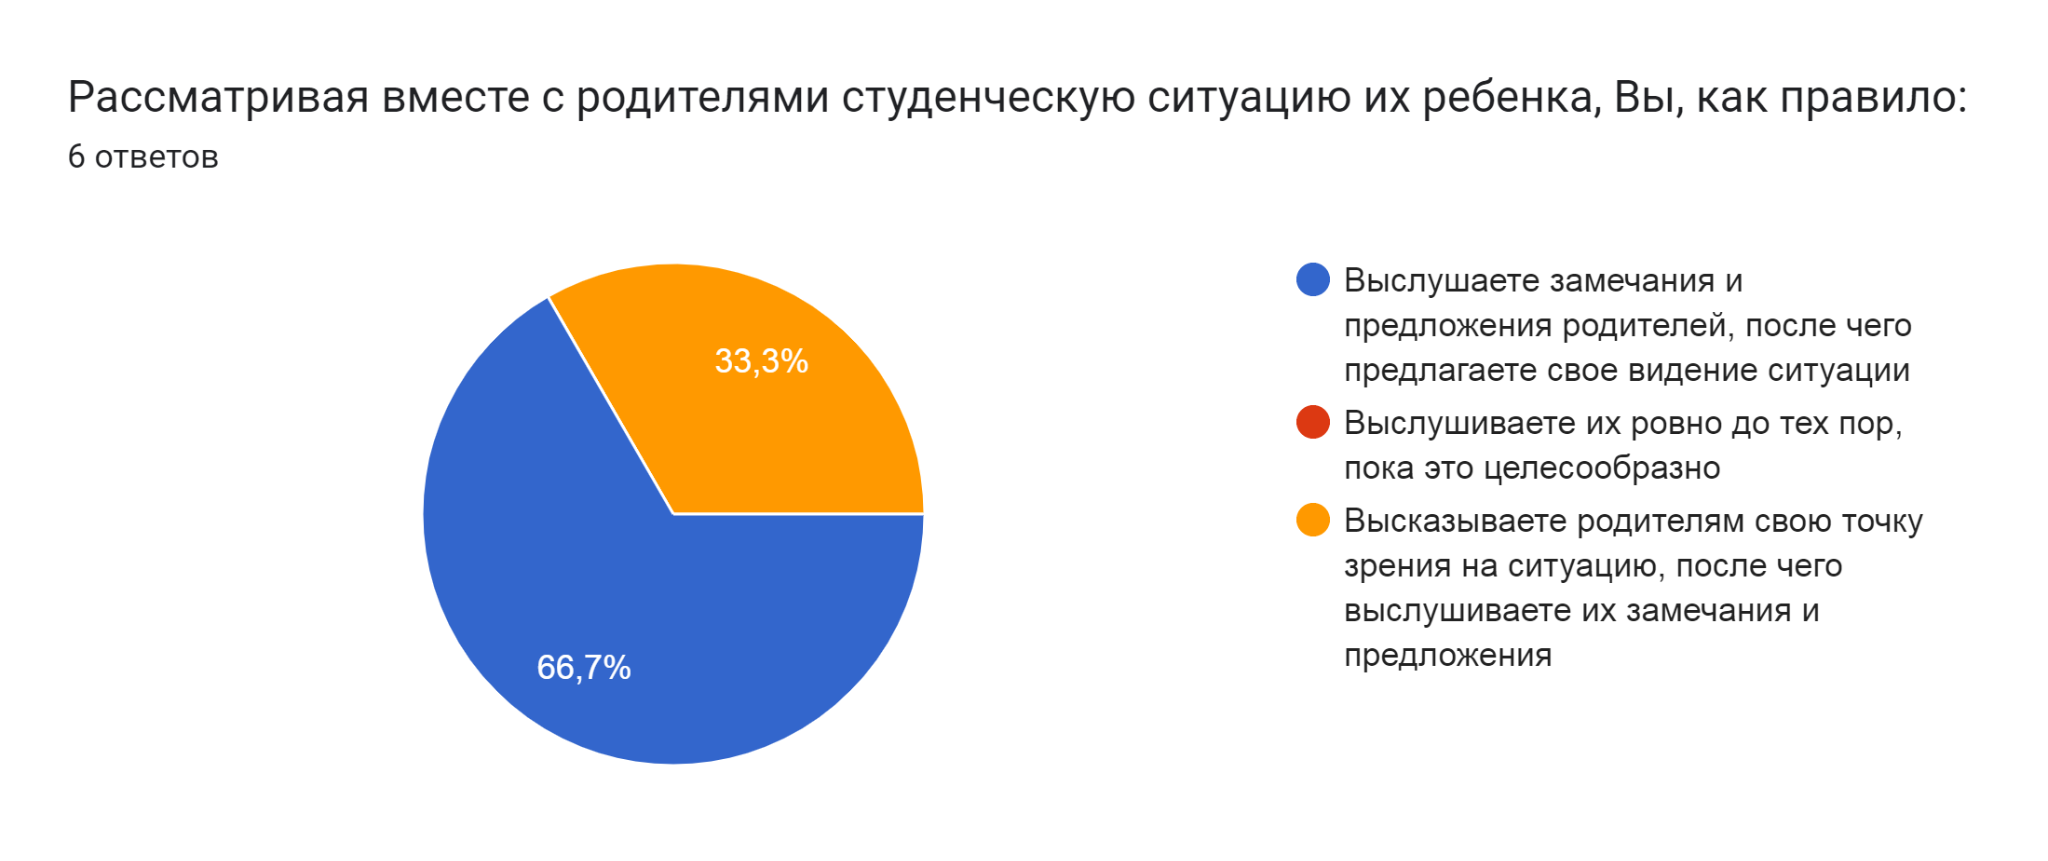 Рассматривая вместе с родителями студенческую ситуацию их ребенка, Вы, как правило:
6 ответов
33,3%
66,7%
Выслушаете замечания и
предложения родителей, после чего
предлагаете свое видение ситуации
Выслушиваете их ровно до тех пор,
пока это целесообразно
Высказываете родителям свою точку
зрения на ситуацию, после чего
выслушиваете их замечания и
предложения